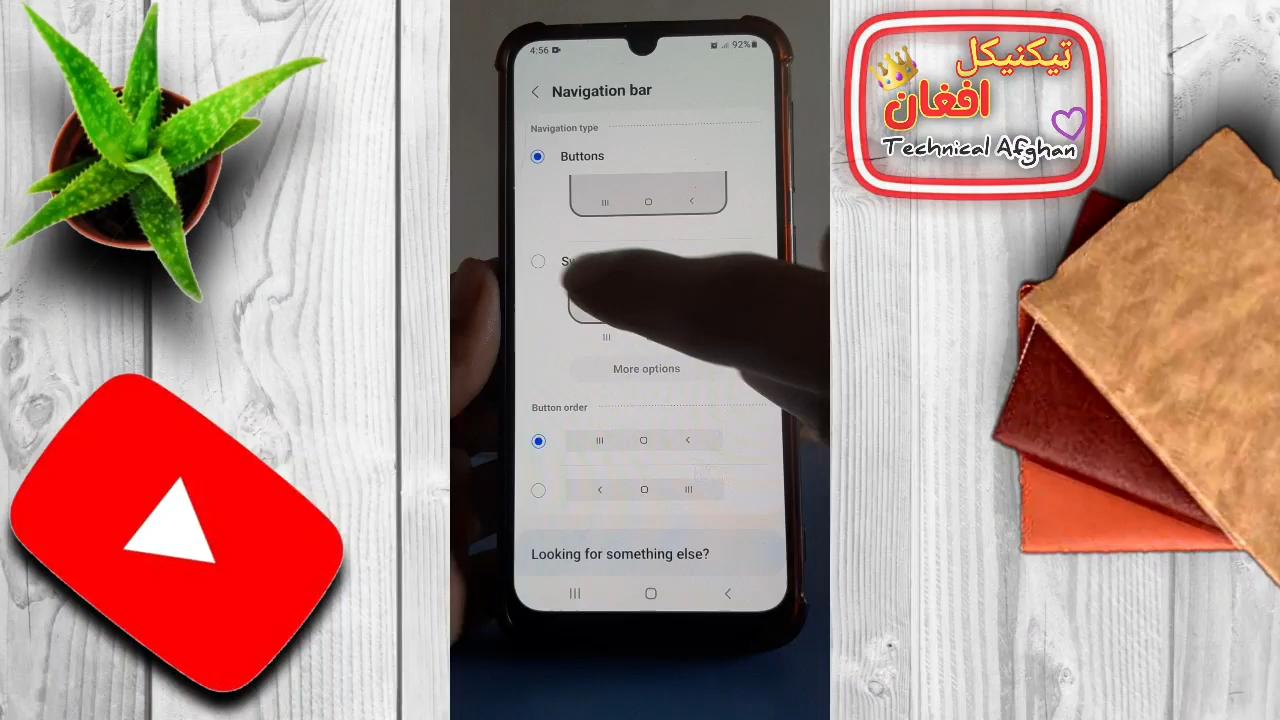 4:56
92%
Navigation bar
Navigation type
Buttons
More options
Button order
Looking for something else?
ټیکنیکل
افغان
Technical Afghan